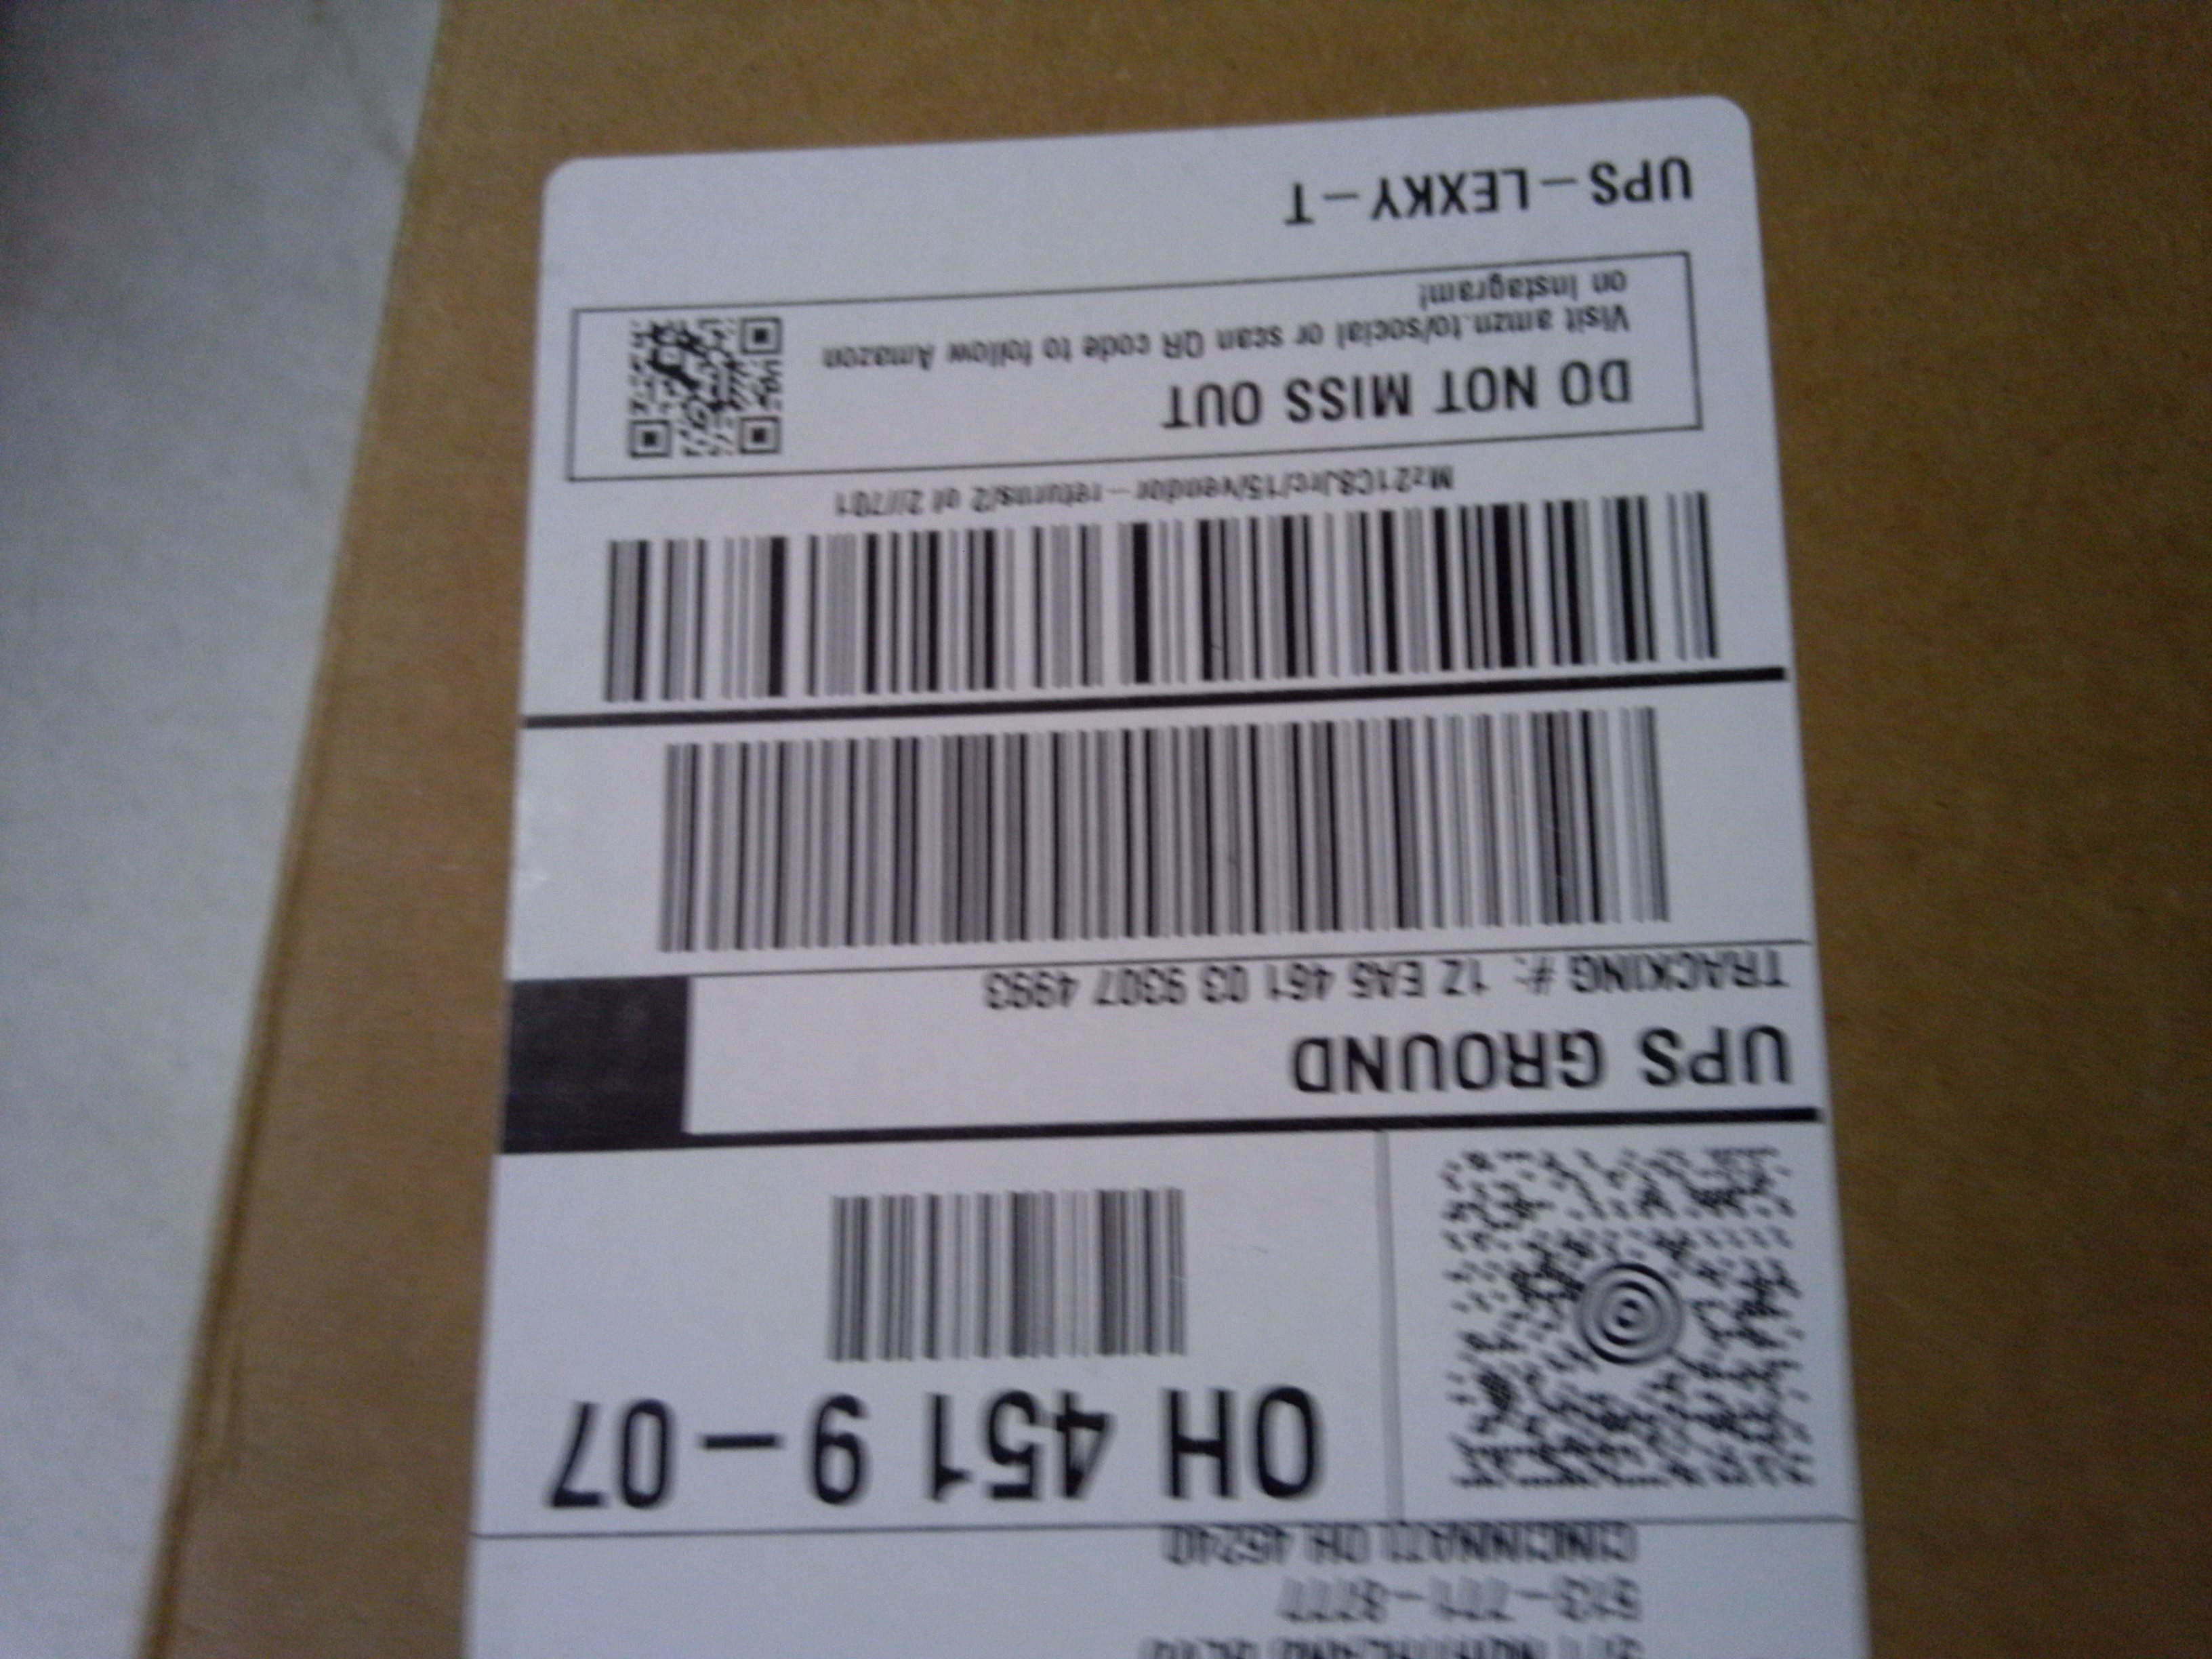 CINCINNATI OH 45240
OH 451 9-07
UPS GROUND
TRACKING #: 1Z EA5 461 03 9307 4993
DO NOT MISS OUT
Visit amzn.to/social or scan QR code to follow Amazon
on Instagram!
UPS-LEXKY-T